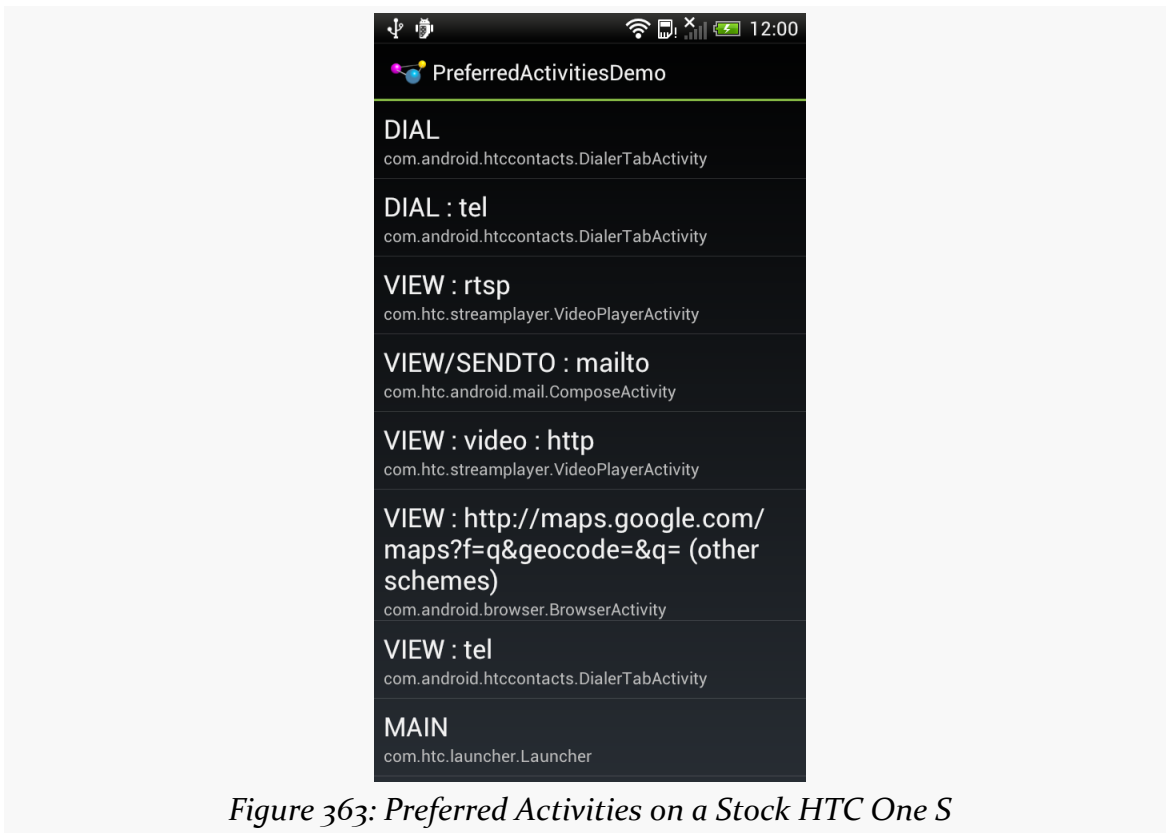 12:00
PreferredActivitiesDemo
DIAL
com.android.htccontacts.DialerTabActivity
DIAL : tel
com.android.htccontacts.DialerTabActivity
VIEW : rtsp
com.htc.streamplayer.VideoPlayerActivity
VIEW/SENDTO : mailto
com.htc.android.mail.ComposeActivity
VIEW : video : http
com.htc.streamplayer.VideoPlayerActivity
VIEW : http://maps.google.com/
maps?f=q&geocode=&q= (other
schemes)
com.android.browser.BrowserActivity
VIEW : tel
com.android.htccontacts.DialerTabActivity
MAIN
com.htc.launcher.Launcher
Figure 363: Preferred Activities on a Stock HTC One S